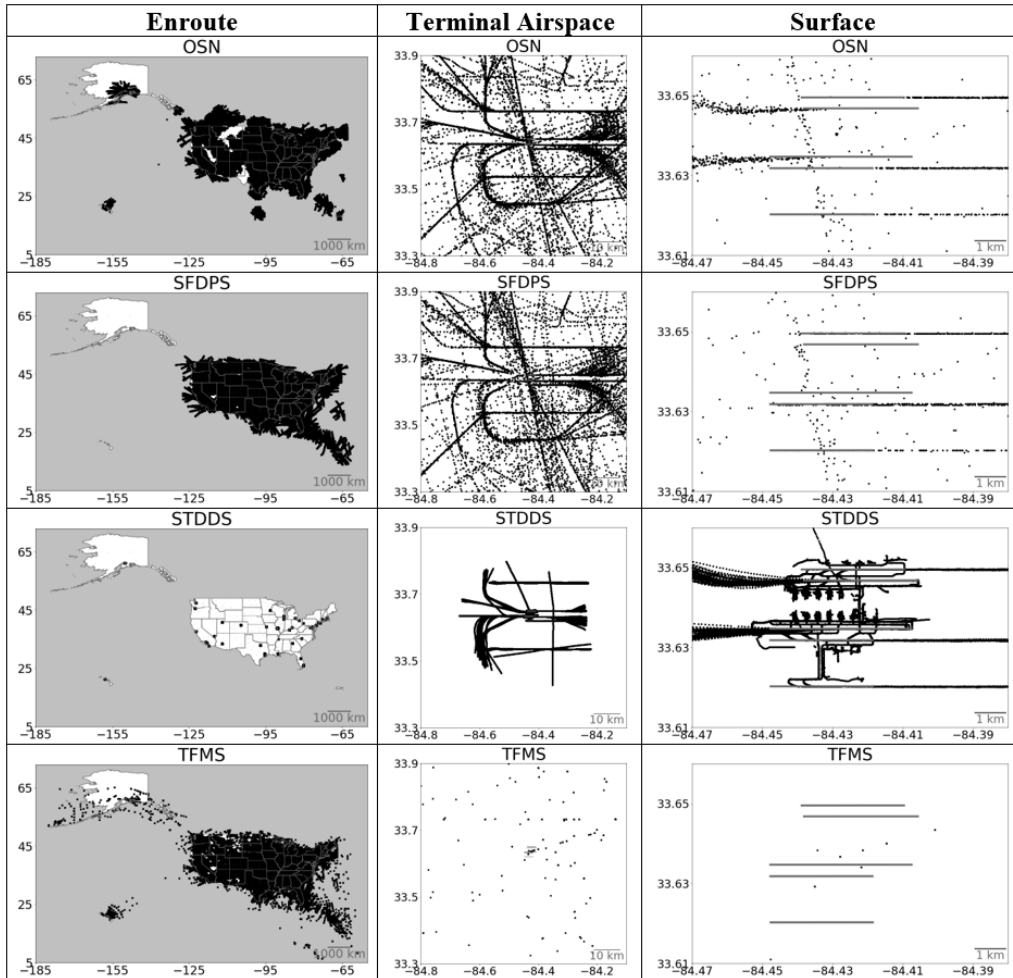 Enroute Terminal Airspace Surface
OSN OSN OSN
65
45
25
5
−185 −155 −125 −95 −65
1000 km
33.9
33.7
33.5
33.3
−84.8 −84.6 −84.4 −84.2
10 km
33.65
33.63
33.61
−84.47 −84.45 −84.43 −84.41 −84.39
1 km
SFDPS SFDPS SFDPS
65
45
25
5
−185 −155 −125 −95 −65
1000 km
33.9
33.7
33.5
33.3
−84.8 −84.6 −84.4 −84.2
10 km
33.65
33.63
33.61
−84.47 −84.45 −84.43 −84.41 −84.39
1 km
STDDS STDDS STDDS
65
45
25
5
−185 −155 −125 −95 −65
1000 km
33.9
33.7
33.5
33.3
−84.8 −84.6 −84.4 −84.2
10 km
33.65
33.63
33.61
−84.47 −84.45 −84.43 −84.41 −84.39
1 km
TFMS TFMS TFMS
65
45
25
5
−185 −155 −125 −95 −65
1000 km
33.9
33.7
33.5
33.3
−84.8 −84.6 −84.4 −84.2
10 km
33.65
33.63
33.61
−84.47 −84.45 −84.43 −84.41 −84.39
1 km